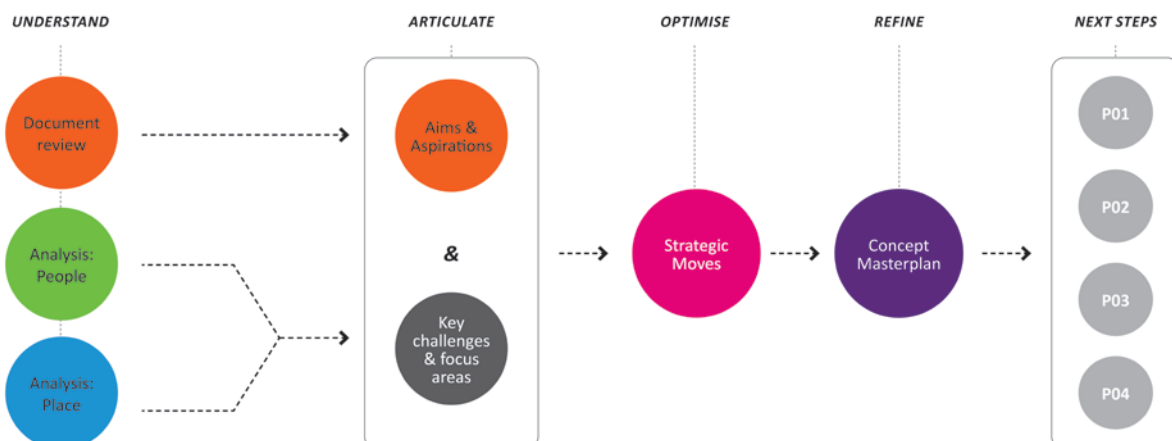 UNDERSTAND
ARTICULATE
OPTIMISE
REFINE
NEXT STEPS
Document
review
Analysis:
People
Analysis:
Place
Aims &
Aspirations
&
Key
challenges
& focus
areas
Strategic
Moves
Concept
Masterplan
P01
P02
P03
P04